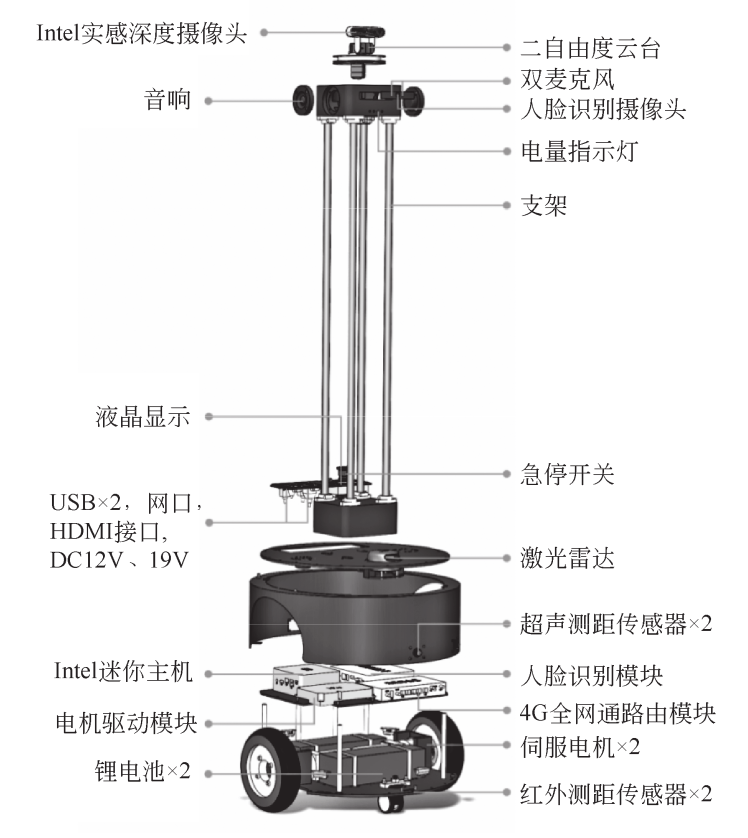 Intel实感深度摄像头
二自由度云台
双麦克风
音响
人脸识别摄像头
电量指示灯
支架
液晶显示
急停开关
USB×2，网口，
HDMI接口,
DC12V、19V
激光雷达
超声测距传感器×2
Intel迷你主机
人脸识别模块
4G全网通路由模块
电机驱动模块
伺服电机×2
锂电池×2
红外测距传感器×2